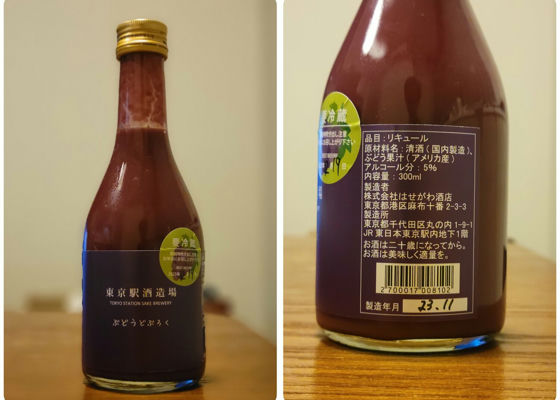 要冷蔵
東京駅酒造場
TOKYO STATION SAKE BREWERY
ぶどうどぶろく
要冷蔵
品目:リキュール
原材料名:清酒(国内製造)、
ぶどう果汁(アメリカ産)
アルコール分:5%
内容量:300ml
製造者
株式会社はせがわ酒店
東京都港区麻布十番2-3-3
製造所
東京都千代田区丸の内1-9-1
JR東日本東京駅内地下1階
お酒は二十歳になってから。
お酒は美味しく適量を。
2700017008102
製造年月 23.11